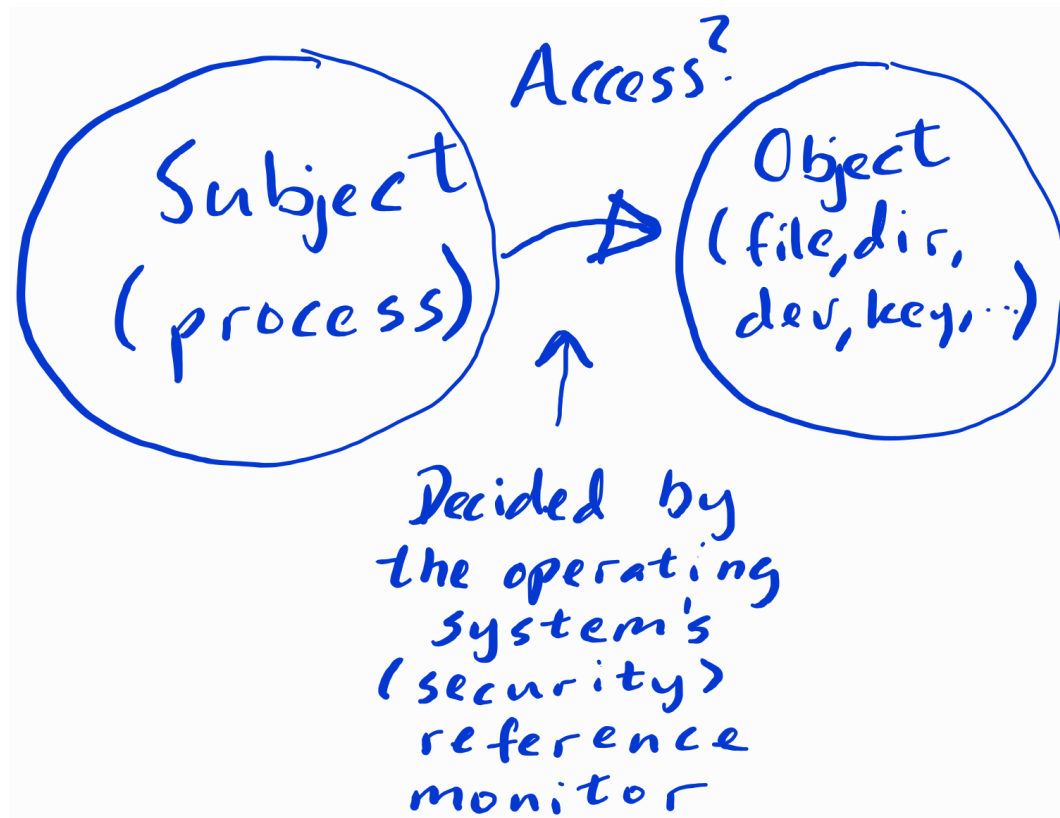 Access?
Subject
(process)
Object
(file, dir,
dev, key, ...)
Decided by
the operating
system's
(security)
reference
monitor